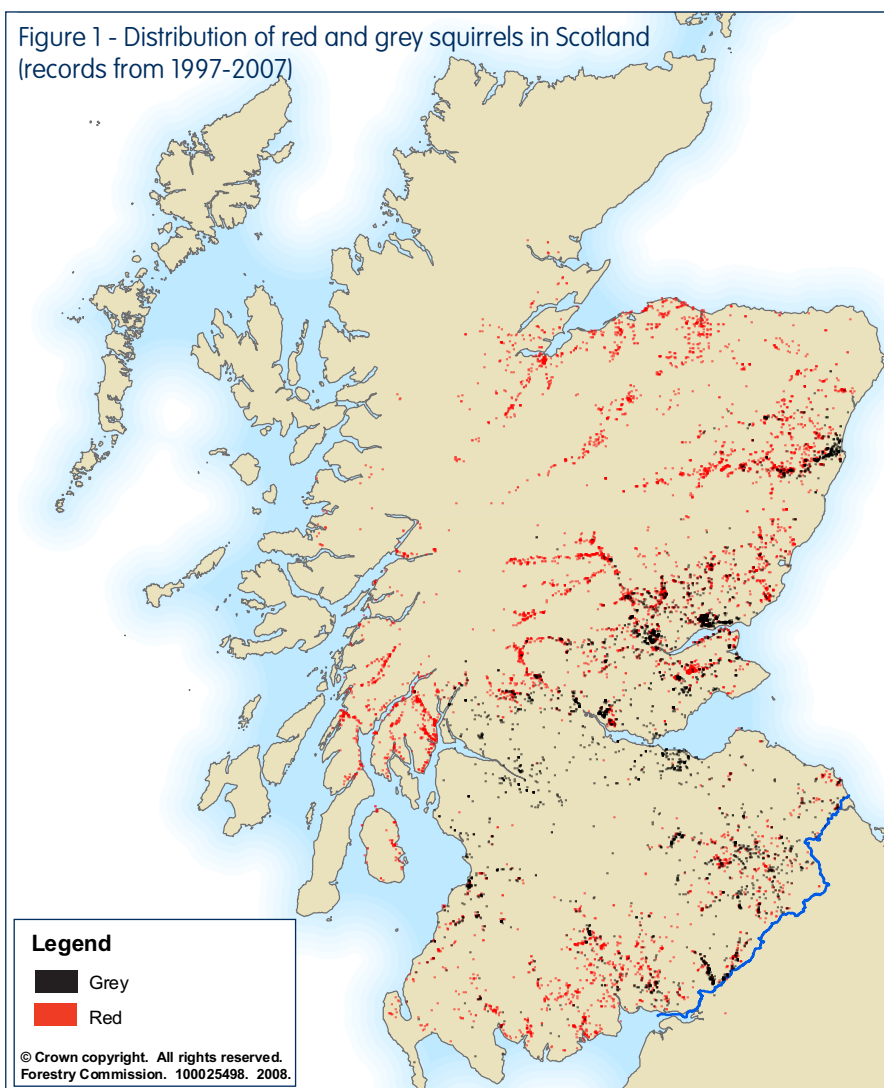 Figure 1 - Distribution of red and grey squirrels in Scotland
(records from 1997-2007)
Legend
Grey
Red
© Crown copyright. All rights reserved.
Forestry Commission. 100025498. 2008.